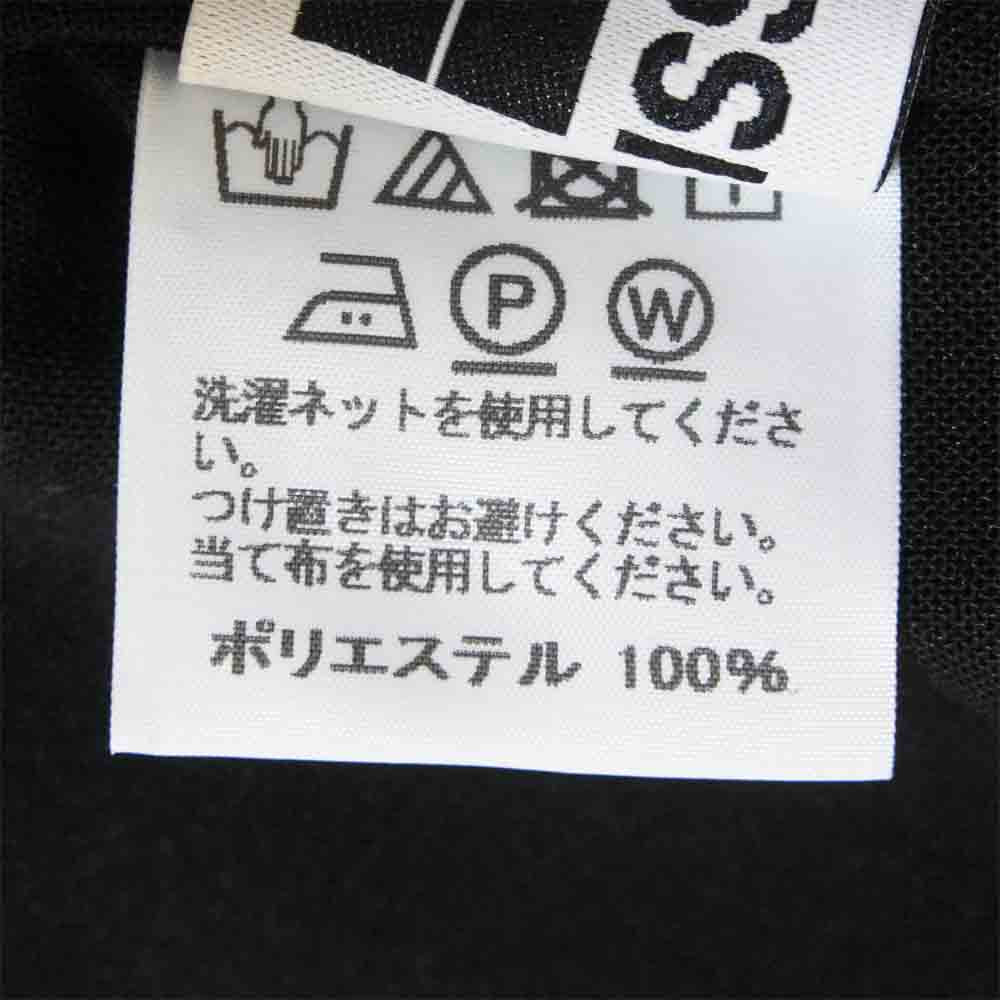 SS
P
W
洗濯ネットを使用してくださ
い。
つけ置きはお避けください。
当て布を使用してください。
ポリエステル 100%